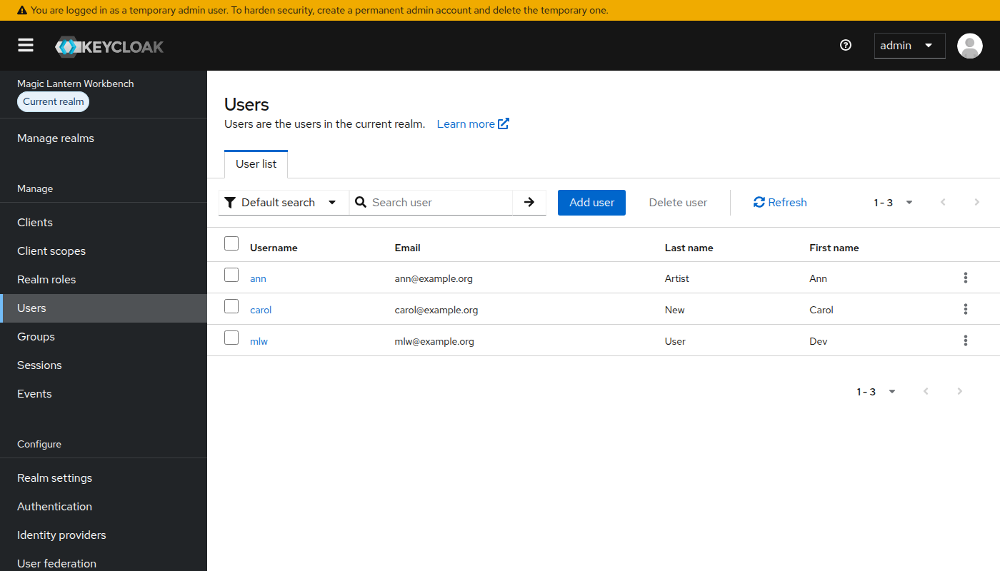 You are logged in as a temporary admin user. To harden security, create a permanent admin account and delete the temporary one.
KEYCLOAK
admin
Magic Lantern Workbench
Current realm
Manage realms
Manage
Clients
Client scopes
Realm roles
Users
Groups
Sessions
Events
Configure
Realm settings
Authentication
Identity providers
User federation
Users
Users are the users in the current realm. Learn more
User list
Default search Search user Add user Delete user Refresh 1 - 3
Username Email Last name First name
ann ann@example.org Artist Ann
carol carol@example.org New Carol
mlw mlw@example.org User Dev
1 - 3